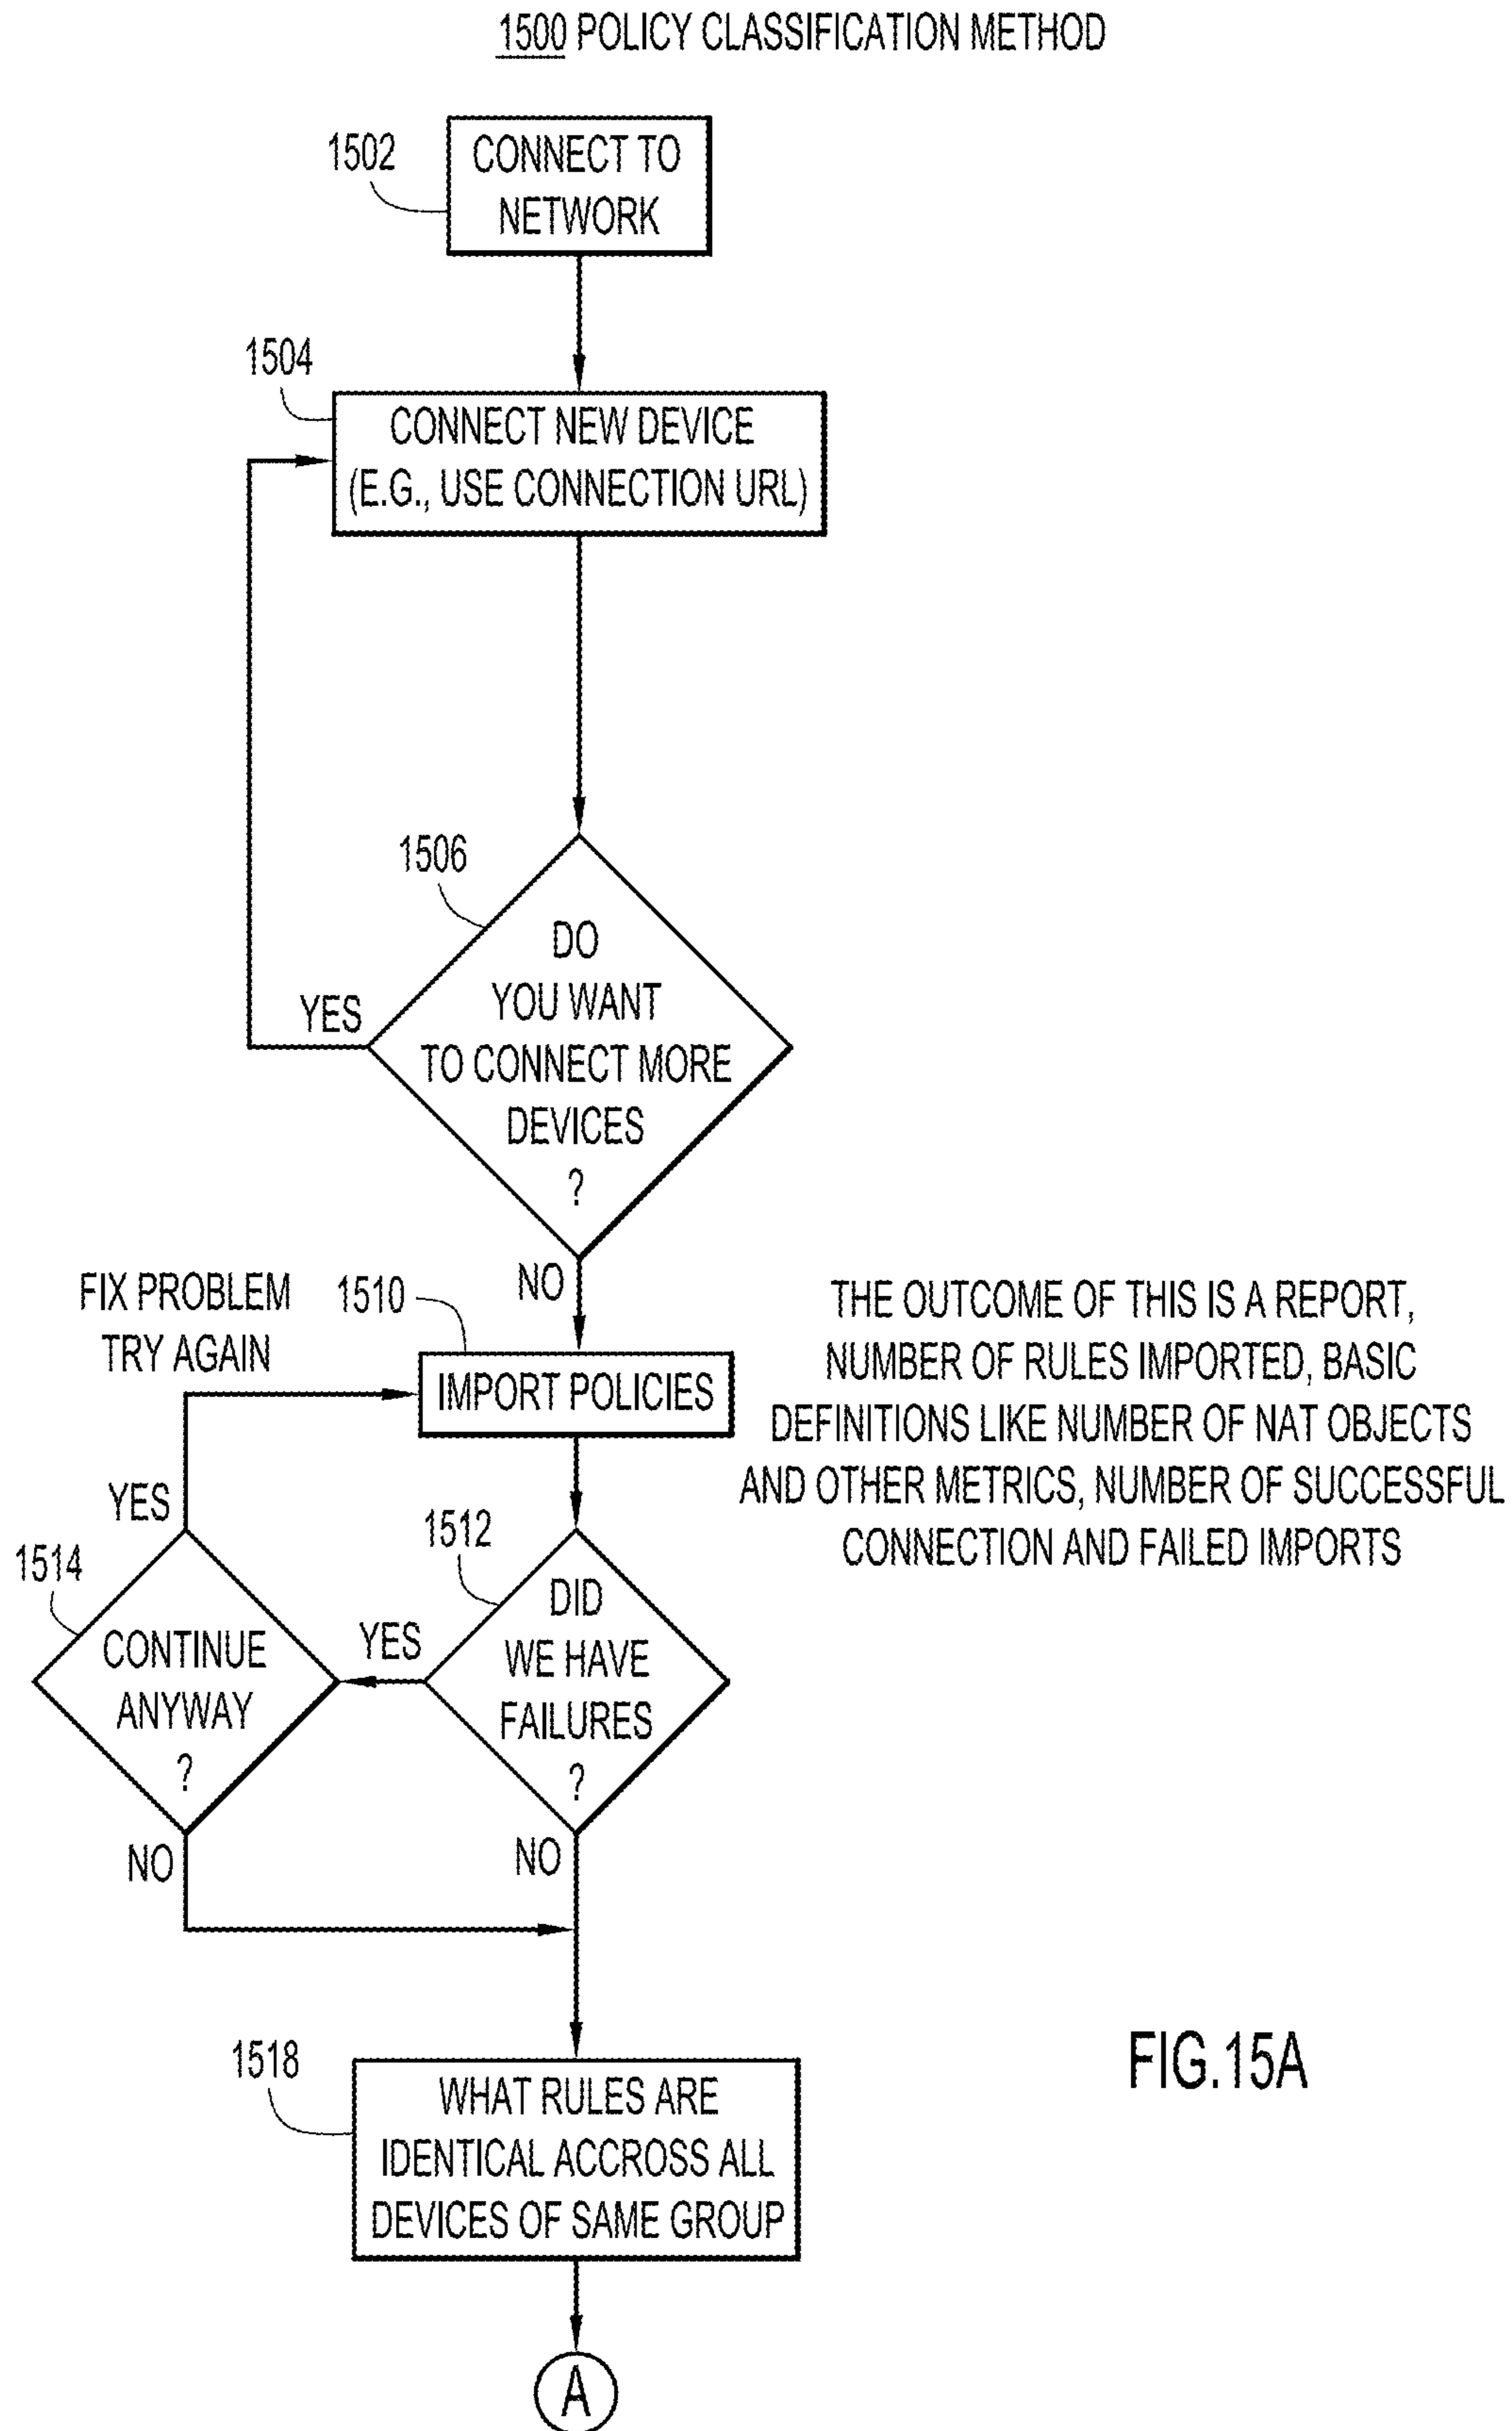 1500 POLICY CLASSIFICATION METHOD
1502
CONNECT TO
NETWORK
1504
CONNECT NEW DEVICE
(E.G., USE CONNECTION URL)
1506
DO
YOU WANT
TO CONNECT MORE
DEVICES
?
YES
NO
FIX PROBLEM
TRY AGAIN
1510
IMPORT POLICIES
THE OUTCOME OF THIS IS A REPORT,
NUMBER OF RULES IMPORTED, BASIC
DEFINITIONS LIKE NUMBER OF NAT OBJECTS
AND OTHER METRICS, NUMBER OF SUCCESSFUL
CONNECTION AND FAILED IMPORTS
YES
1514
CONTINUE
ANYWAY
?
YES
1512
DID
WE HAVE
FAILURES
?
NO
NO
1518
WHAT RULES ARE
IDENTICAL ACCROSS ALL
DEVICES OF SAME GROUP
A
FIG.15A